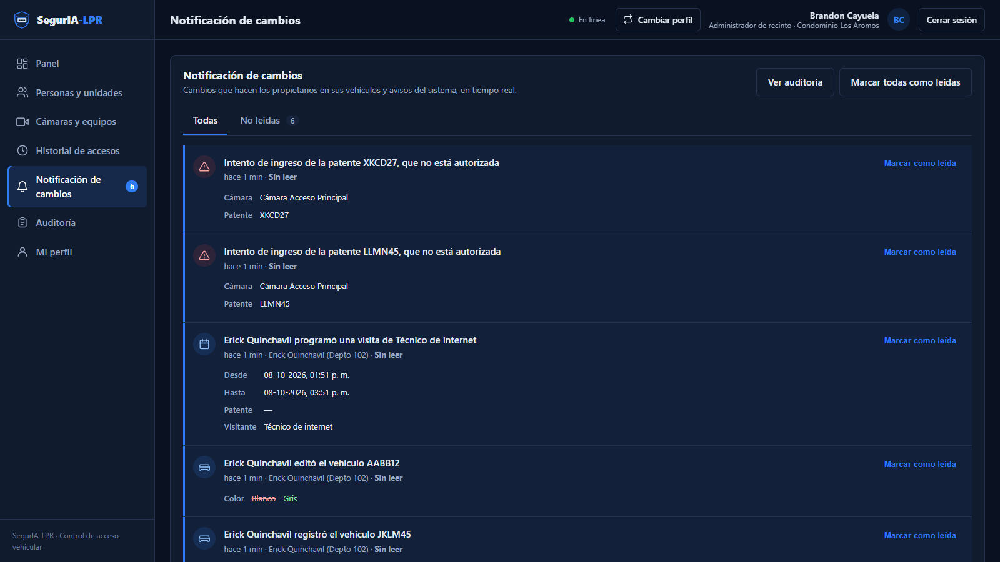 SegurIA-LPR
Notificación de cambios
En línea
Cambiar perfil
Brandon Cayuela
Administrador de recinto · Condominio Los Aromos
BC
Cerrar sesión
Panel
Personas y unidades
Cámaras y equipos
Historial de accesos
Notificación de
cambios
6
Auditoría
Mi perfil
SegurIA-LPR · Control de acceso
vehicular
Notificación de cambios
Cambios que hacen los propietarios en sus vehículos y avisos del sistema, en tiempo real.
Ver auditoría
Marcar todas como leídas
Todas
No leídas 6
Intento de ingreso de la patente XKCD27, que no está autorizada
Marcar como leída
hace 1 min · Sin leer
Cámara Cámara Acceso Principal
Patente XKCD27
Intento de ingreso de la patente LLMN45, que no está autorizada
Marcar como leída
hace 1 min · Sin leer
Cámara Cámara Acceso Principal
Patente LLMN45
Erick Quinchavil programó una visita de Técnico de internet
Marcar como leída
hace 1 min · Erick Quinchavil (Depto 102) · Sin leer
Desde 08-10-2026, 01:51 p. m.
Hasta 08-10-2026, 03:51 p. m.
Patente —
Visitante Técnico de internet
Erick Quinchavil editó el vehículo AABB12
Marcar como leída
hace 1 min · Erick Quinchavil (Depto 102) · Sin leer
Color Blanco Gris
Erick Quinchavil registró el vehículo JKLM45
Marcar como leída
hace 1 min · Erick Quinchavil (Depto 102) · Sin leer